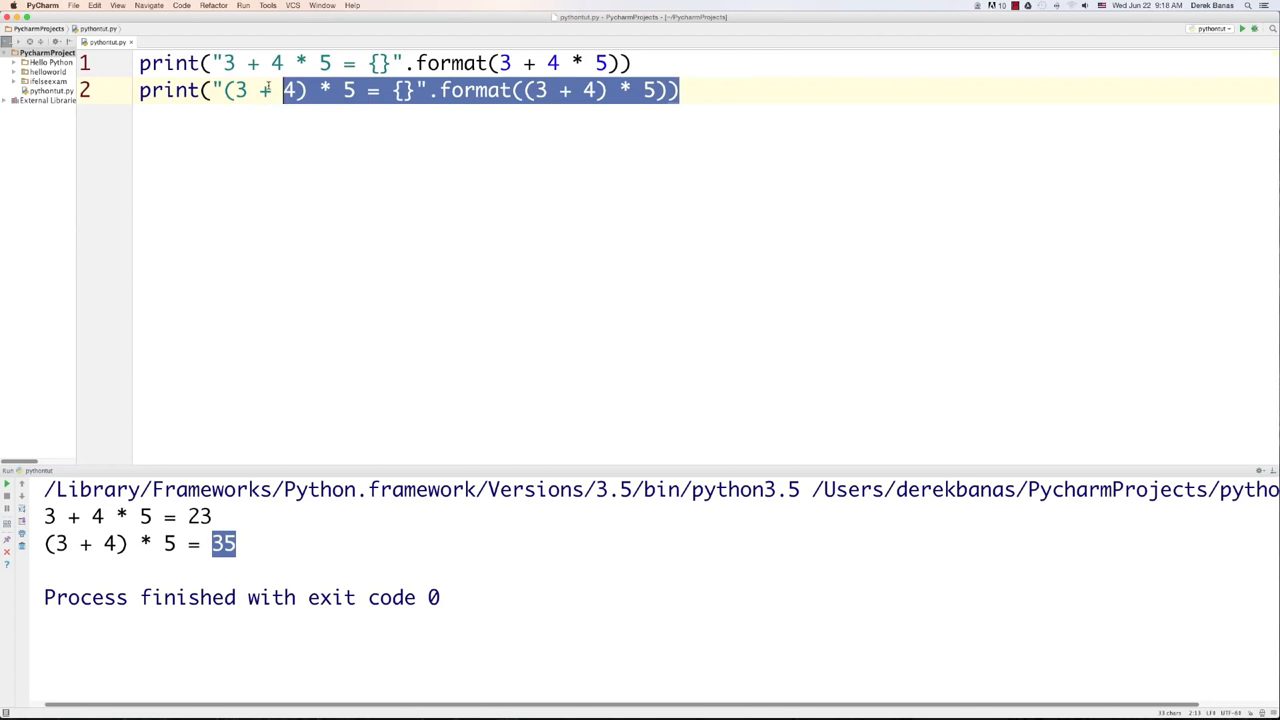 PyCharm File Edit View Navigate Code Refactor Run Tools VCS Window Help
10 Wed Jun 22 9:18 AM Derek Banas
pythontut.py - PycharmProjects - [~/PycharmProjects]
PycharmProjects pythontut.py
pythontut
PycharmProject
pythontut.py
Hello Python
helloworld
ifelseexam
pythontut.py
External Librarie
1 print("3 + 4 * 5 = {}".format(3 + 4 * 5))
2 print("(3 + 4) * 5 = {}".format((3 + 4) * 5))
Run pythontut
/Library/Frameworks/Python.framework/Versions/3.5/bin/python3.5 /Users/derekbanas/PycharmProjects/pytho
3 + 4 * 5 = 23
(3 + 4) * 5 = 35
Process finished with exit code 0
33 chars 2:13 LF÷ UTF-8÷